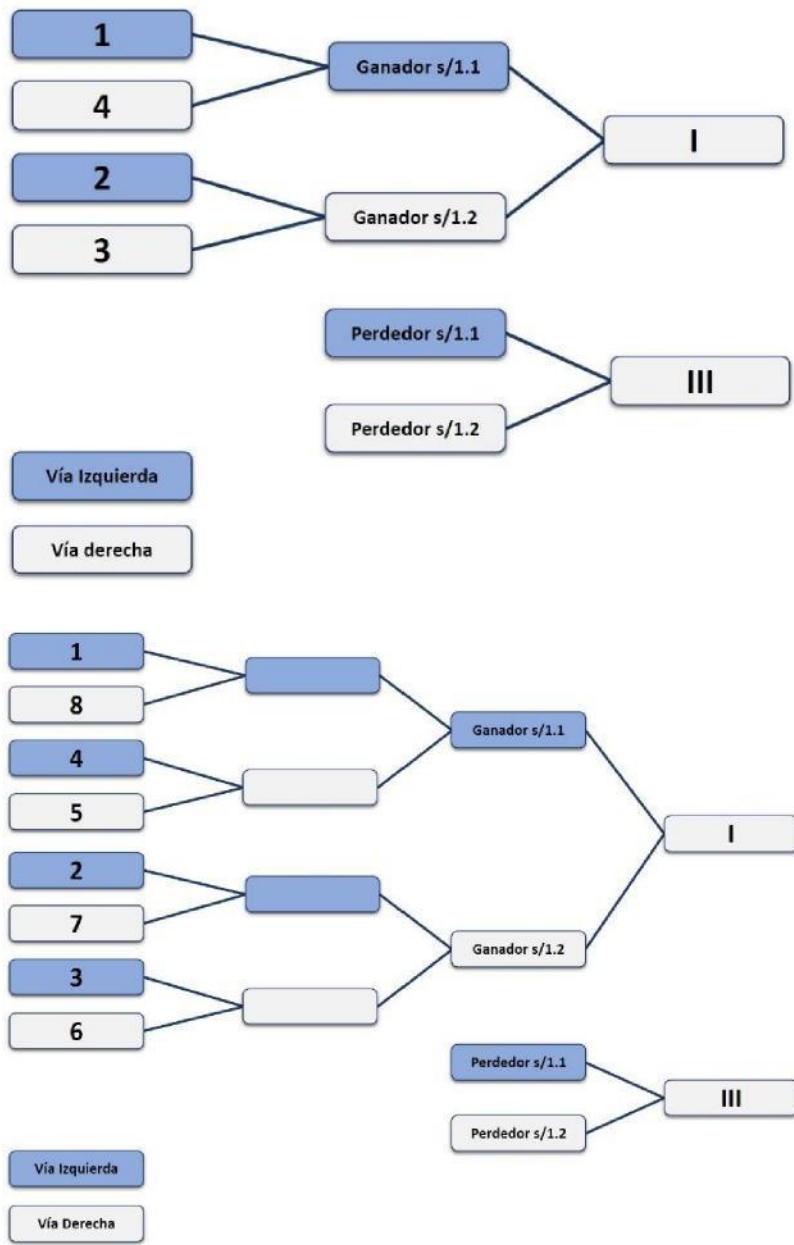 1
Ganador s/1.1
4
I
2
Ganador s/1.2
3
Perdedor s/1.1
III
Perdedor s/1.2
Vía Izquierda
Vía derecha
1
8
Ganador s/1.1
4
5
I
2
7
Ganador s/1.2
3
6
Perdedor s/1.1
III
Perdedor s/1.2
Vía Izquierda
Vía Derecha